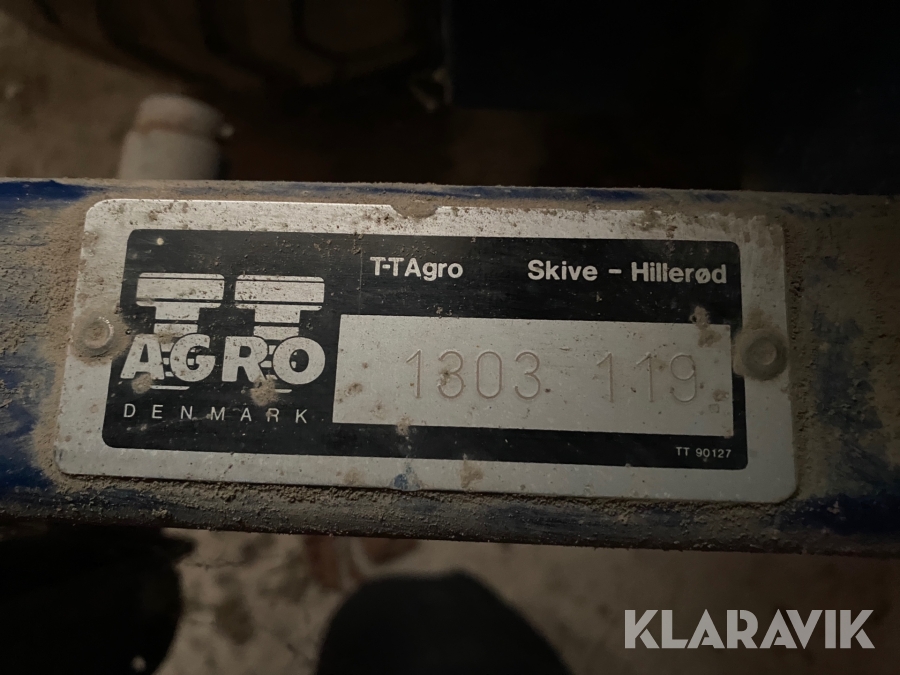 T-TAgro Skive - Hillerød
TT
AGRO
DENMARK
1303 119
TT 90127
KLARAVIK